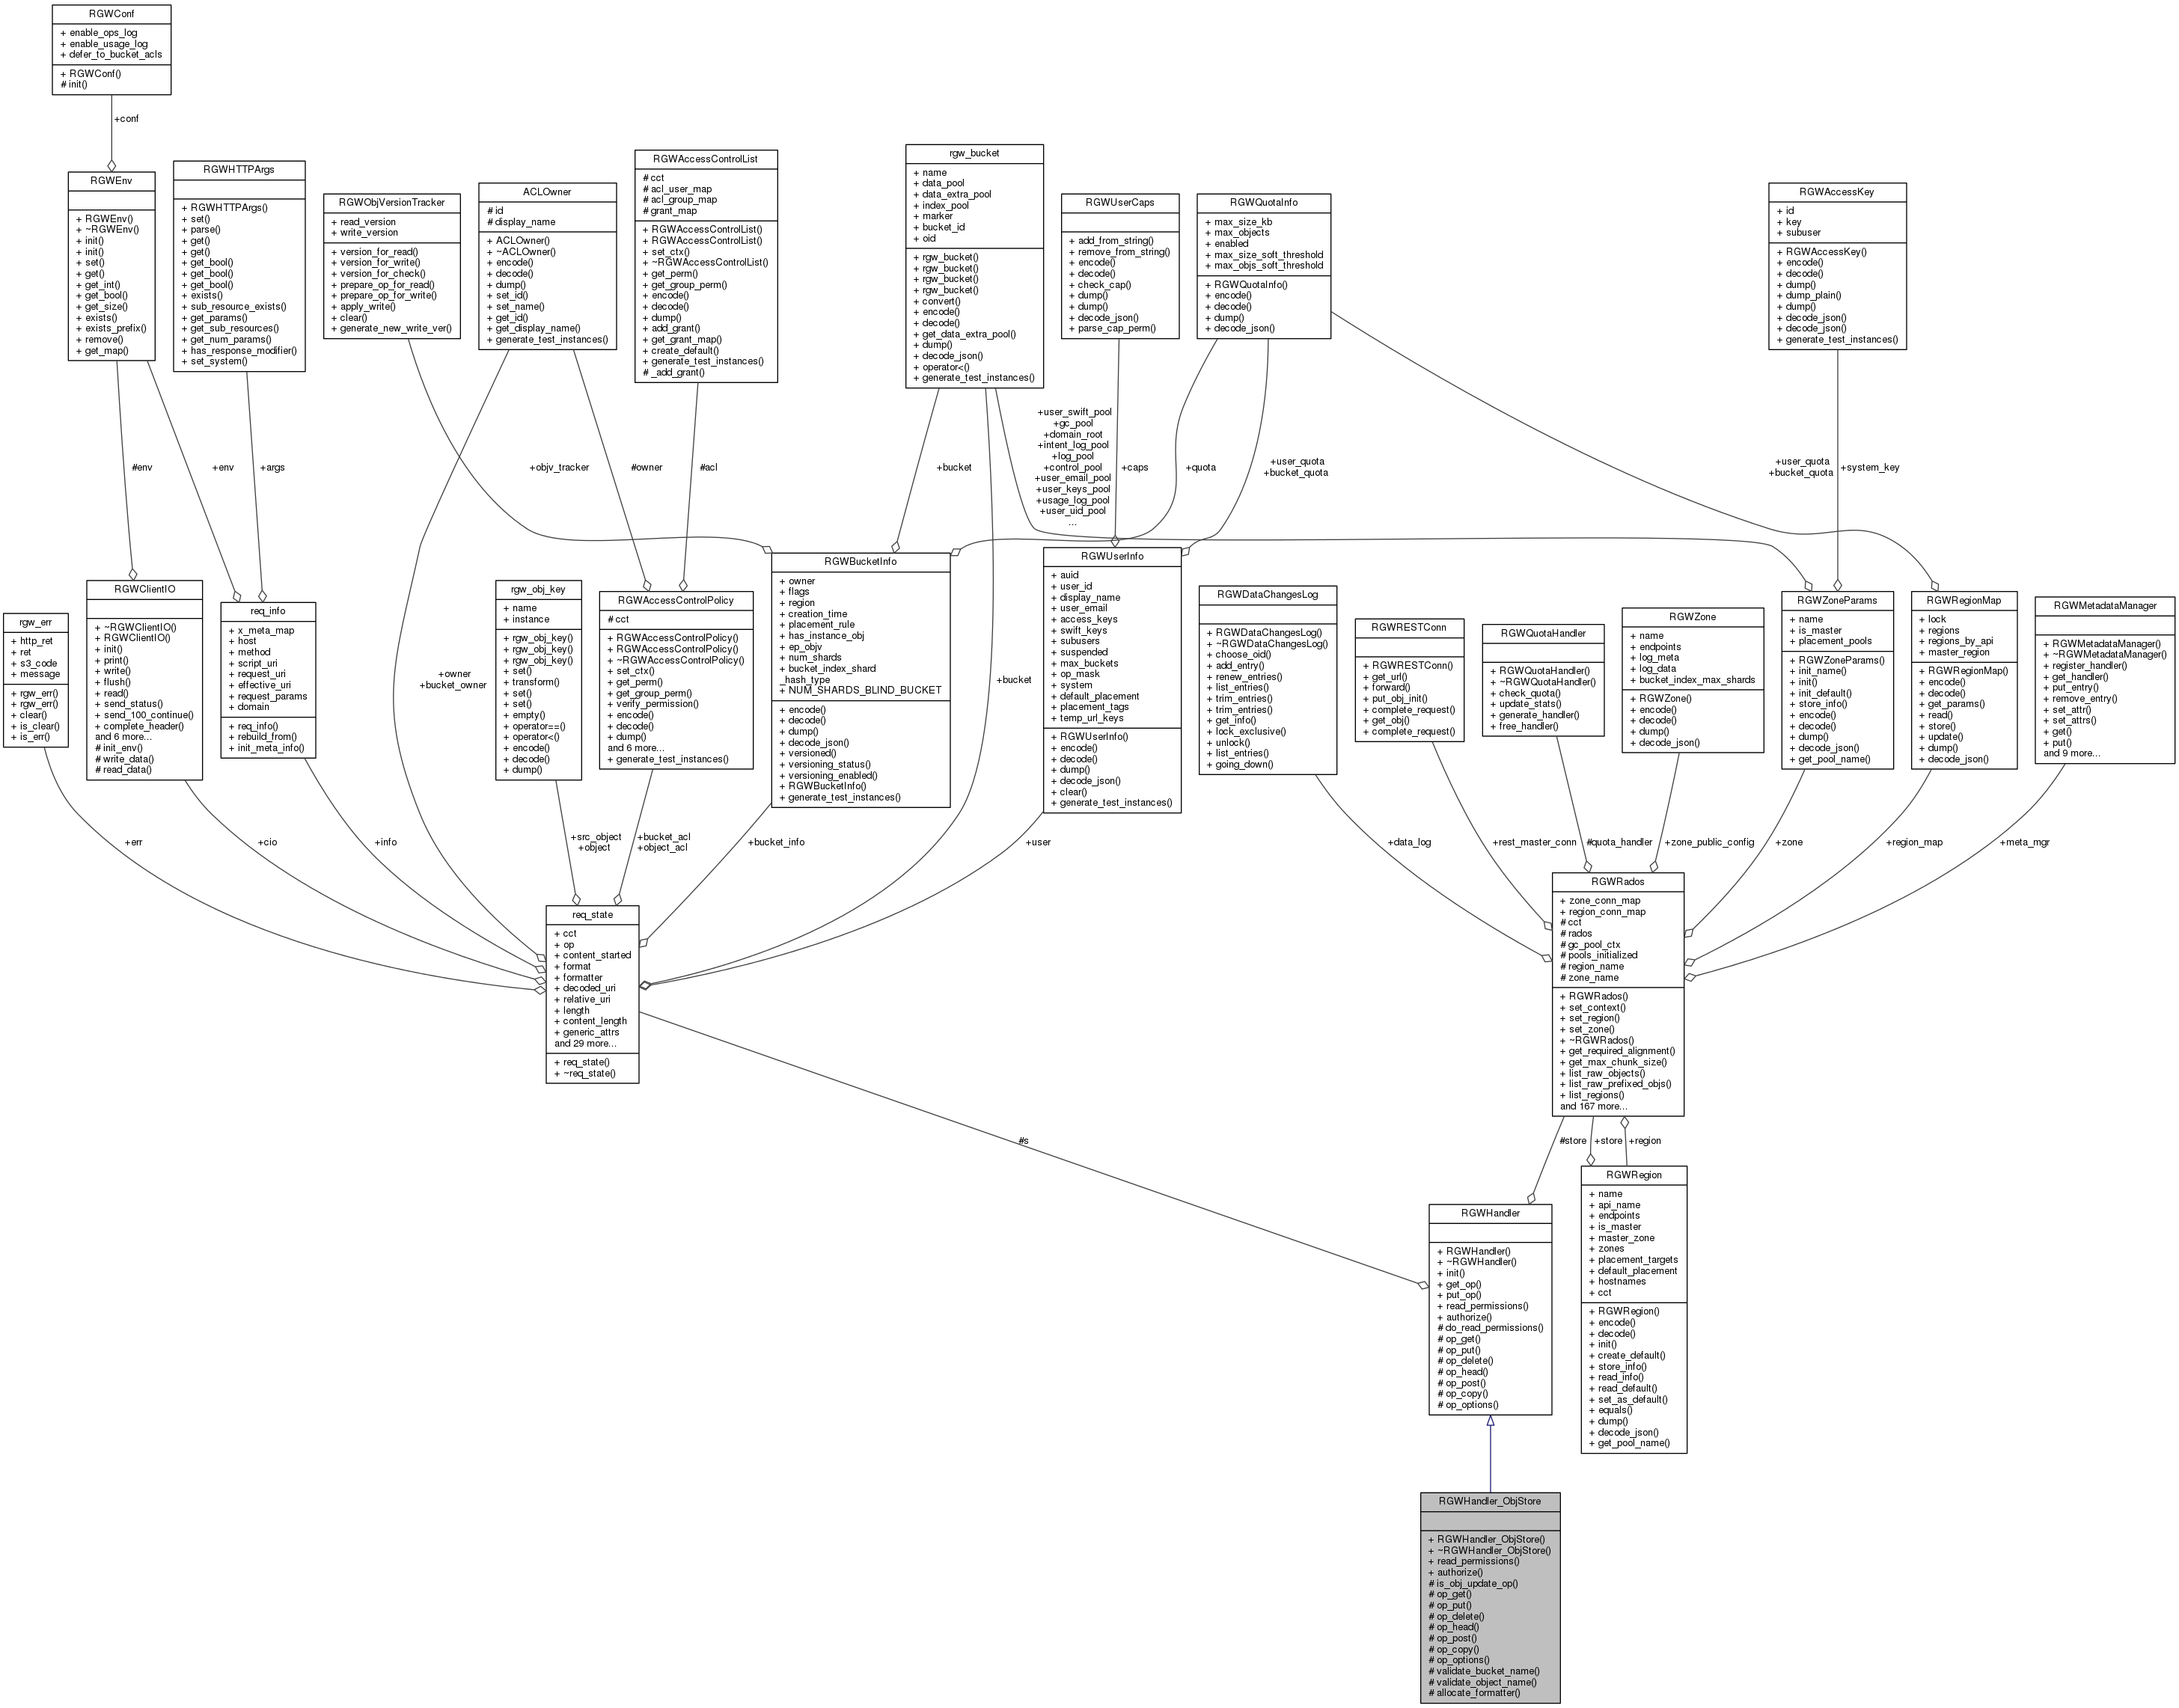 RGWConf
+ enable_ops_log
+ enable_usage_log
+ defer_to_bucket_acls
+ RGWConf()
# init()
+conf
RGWEnv
+ RGWEnv()
+ ~RGWEnv()
+ init()
+ init()
+ set()
+ get()
+ get_int()
+ get_bool()
+ get_size()
+ exists()
+ exists_prefix()
+ remove()
+ get_map()
RGWHTTPArgs
+ RGWHTTPArgs()
+ set()
+ parse()
+ get()
+ get()
+ get_bool()
+ get_bool()
+ get_bool()
+ exists()
+ sub_resource_exists()
+ get_params()
+ get_sub_resources()
+ get_num_params()
+ has_response_modifier()
+ set_system()
RGWObjVersionTracker
+ read_version
+ write_version
+ version_for_read()
+ version_for_write()
+ version_for_check()
+ prepare_op_for_read()
+ prepare_op_for_write()
+ apply_write()
+ clear()
+ generate_new_write_ver()
ACLOwner
# id
# display_name
+ ACLOwner()
+ ~ACLOwner()
+ encode()
+ decode()
+ dump()
+ set_id()
+ set_name()
+ get_id()
+ get_display_name()
+ generate_test_instances()
RGWAccessControlList
# cct
# acl_user_map
# acl_group_map
# grant_map
+ RGWAccessControlList()
+ RGWAccessControlList()
+ set_ctx()
+ ~RGWAccessControlList()
+ get_perm()
+ get_group_perm()
+ encode()
+ decode()
+ dump()
+ add_grant()
+ get_grant_map()
+ create_default()
+ generate_test_instances()
# _add_grant()
rgw_bucket
+ name
+ data_pool
+ data_extra_pool
+ index_pool
+ marker
+ bucket_id
+ oid
+ rgw_bucket()
+ rgw_bucket()
+ rgw_bucket()
+ rgw_bucket()
+ convert()
+ encode()
+ decode()
+ get_data_extra_pool()
+ dump()
+ decode_json()
+ operator<()
+ generate_test_instances()
RGWUserCaps
+ add_from_string()
+ remove_from_string()
+ encode()
+ decode()
+ check_cap()
+ dump()
+ dump()
+ decode_json()
+ parse_cap_perm()
RGWQuotaInfo
+ max_size_kb
+ max_objects
+ enabled
+ max_size_soft_threshold
+ max_objs_soft_threshold
+ RGWQuotaInfo()
+ encode()
+ decode()
+ dump()
+ decode_json()
RGWAccessKey
+ id
+ key
+ subuser
+ RGWAccessKey()
+ encode()
+ decode()
+ dump()
+ dump_plain()
+ dump()
+ decode_json()
+ decode_json()
+ generate_test_instances()
#env
+env
+args
+objv_tracker
#owner
#acl
+bucket
+user_swift_pool
+gc_pool
+domain_root
+intent_log_pool
+log_pool
+control_pool
+user_email_pool
+user_keys_pool
+usage_log_pool
+user_uid_pool
...
+caps
+quota
+user_quota
+bucket_quota
+user_quota
+bucket_quota
+system_key
rgw_err
+ http_ret
+ ret
+ s3_code
+ message
+ rgw_err()
+ rgw_err()
+ clear()
+ is_clear()
+ is_err()
RGWClientIO
+ ~RGWClientIO()
+ RGWClientIO()
+ init()
+ print()
+ write()
+ flush()
+ read()
+ send_status()
+ send_100_continue()
+ complete_header()
and 6 more...
# init_env()
# write_data()
# read_data()
req_info
+ x_meta_map
+ host
+ method
+ script_uri
+ request_uri
+ effective_uri
+ request_params
+ domain
+ req_info()
+ rebuild_from()
+ init_meta_info()
+owner
+bucket_owner
rgw_obj_key
+ name
+ instance
+ rgw_obj_key()
+ rgw_obj_key()
+ rgw_obj_key()
+ set()
+ transform()
+ set()
+ set()
+ empty()
+ operator==()
+ operator<()
+ encode()
+ decode()
+ dump()
RGWAccessControlPolicy
# cct
+ RGWAccessControlPolicy()
+ RGWAccessControlPolicy()
+ ~RGWAccessControlPolicy()
+ set_ctx()
+ get_perm()
+ get_group_perm()
+ verify_permission()
+ encode()
+ decode()
+ dump()
and 6 more...
+ generate_test_instances()
RGWBucketInfo
+ owner
+ flags
+ region
+ creation_time
+ placement_rule
+ has_instance_obj
+ ep_objv
+ num_shards
+ bucket_index_shard
_hash_type
+ NUM_SHARDS_BLIND_BUCKET
+ encode()
+ decode()
+ dump()
+ decode_json()
+ versioned()
+ versioning_status()
+ versioning_enabled()
+ RGWBucketInfo()
+ generate_test_instances()
+bucket
RGWUserInfo
+ auid
+ user_id
+ display_name
+ user_email
+ access_keys
+ swift_keys
+ subusers
+ suspended
+ max_buckets
+ op_mask
+ system
+ default_placement
+ placement_tags
+ temp_url_keys
+ RGWUserInfo()
+ encode()
+ decode()
+ dump()
+ decode_json()
+ clear()
+ generate_test_instances()
RGWDataChangesLog
+ RGWDataChangesLog()
+ ~RGWDataChangesLog()
+ choose_oid()
+ add_entry()
+ renew_entries()
+ list_entries()
+ trim_entries()
+ trim_entries()
+ get_info()
+ lock_exclusive()
+ unlock()
+ list_entries()
+ going_down()
RGWRESTConn
+ RGWRESTConn()
+ get_url()
+ forward()
+ put_obj_init()
+ complete_request()
+ get_obj()
+ complete_request()
RGWQuotaHandler
+ RGWQuotaHandler()
+ ~RGWQuotaHandler()
+ check_quota()
+ update_stats()
+ generate_handler()
+ free_handler()
RGWZone
+ name
+ endpoints
+ log_meta
+ log_data
+ bucket_index_max_shards
+ RGWZone()
+ encode()
+ decode()
+ dump()
+ decode_json()
RGWZoneParams
+ name
+ is_master
+ placement_pools
+ RGWZoneParams()
+ init_name()
+ init()
+ init_default()
+ store_info()
+ encode()
+ decode()
+ dump()
+ decode_json()
+ get_pool_name()
RGWRegionMap
+ lock
+ regions
+ regions_by_api
+ master_region
+ RGWRegionMap()
+ encode()
+ decode()
+ get_params()
+ read()
+ store()
+ update()
+ dump()
+ decode_json()
RGWMetadataManager
+ RGWMetadataManager()
+ ~RGWMetadataManager()
+ register_handler()
+ get_handler()
+ put_entry()
+ remove_entry()
+ set_attr()
+ set_attrs()
+ get()
+ put()
and 9 more...
+err
+cio
+info
+src_object
+object
+bucket_acl
+object_acl
+bucket_info
+user
+data_log
+rest_master_conn
#quota_handler
+zone_public_config
+zone
+region_map
+meta_mgr
req_state
+ cct
+ op
+ content_started
+ format
+ formatter
+ decoded_uri
+ relative_uri
+ length
+ content_length
+ generic_attrs
and 29 more...
+ req_state()
+ ~req_state()
RGWRados
+ zone_conn_map
+ region_conn_map
# cct
# rados
# gc_pool_ctx
# pools_initialized
# region_name
# zone_name
+ RGWRados()
+ set_context()
+ set_region()
+ set_zone()
+ ~RGWRados()
+ get_required_alignment()
+ get_max_chunk_size()
+ list_raw_objects()
+ list_raw_prefixed_objs()
+ list_regions()
and 167 more...
#s
#store
+store
+region
RGWHandler
+ RGWHandler()
+ ~RGWHandler()
+ init()
+ get_op()
+ put_op()
+ read_permissions()
+ authorize()
# do_read_permissions()
# op_get()
# op_put()
# op_delete()
# op_head()
# op_post()
# op_copy()
# op_options()
RGWRegion
+ name
+ api_name
+ endpoints
+ is_master
+ master_zone
+ zones
+ placement_targets
+ default_placement
+ hostnames
+ cct
+ RGWRegion()
+ encode()
+ decode()
+ init()
+ create_default()
+ store_info()
+ read_info()
+ read_default()
+ set_as_default()
+ equals()
+ dump()
+ decode_json()
+ get_pool_name()
RGWHandler_ObjStore
+ RGWHandler_ObjStore()
+ ~RGWHandler_ObjStore()
+ read_permissions()
+ authorize()
# is_obj_update_op()
# op_get()
# op_put()
# op_delete()
# op_head()
# op_post()
# op_copy()
# op_options()
# validate_bucket_name()
# validate_object_name()
# allocate_formatter()